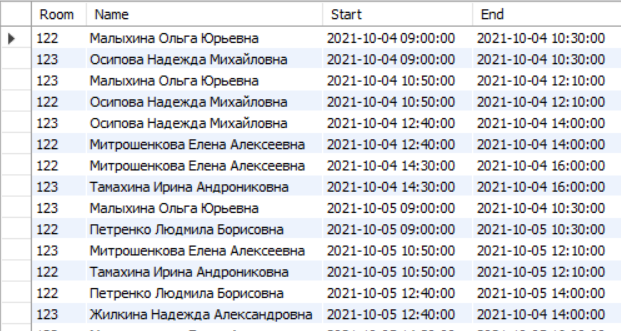 Room Name Start End
122 Малыхина Ольга Юрьевна 2021-10-04 09:00:00 2021-10-04 10:30:00
123 Осипова Надежда Михайловна 2021-10-04 09:00:00 2021-10-04 10:30:00
123 Малыхина Ольга Юрьевна 2021-10-04 10:50:00 2021-10-04 12:10:00
122 Осипова Надежда Михайловна 2021-10-04 10:50:00 2021-10-04 12:10:00
123 Осипова Надежда Михайловна 2021-10-04 12:40:00 2021-10-04 14:00:00
122 Митрошенкова Елена Алексеевна 2021-10-04 12:40:00 2021-10-04 14:00:00
122 Митрошенкова Елена Алексеевна 2021-10-04 14:30:00 2021-10-04 16:00:00
123 Тамахина Ирина Андрониковна 2021-10-04 14:30:00 2021-10-04 16:00:00
123 Малыхина Ольга Юрьевна 2021-10-05 09:00:00 2021-10-04 10:30:00
122 Петренко Людмила Борисовна 2021-10-05 09:00:00 2021-10-05 10:30:00
123 Митрошенкова Елена Алексеевна 2021-10-05 10:50:00 2021-10-05 12:10:00
122 Тамахина Ирина Андрониковна 2021-10-05 10:50:00 2021-10-05 12:10:00
122 Петренко Людмила Борисовна 2021-10-05 12:40:00 2021-10-05 14:00:00
123 Жилкина Надежда Александровна 2021-10-05 12:40:00 2021-10-05 14:00:00